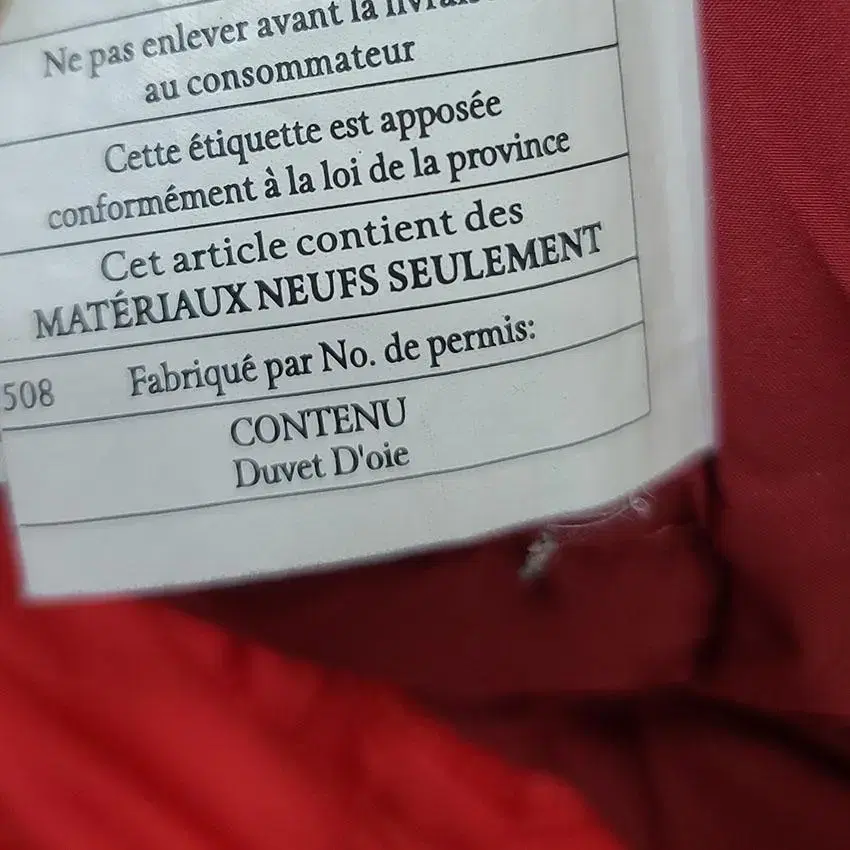 Ne pas enlever avant la
au consommateur
Cette étiquette est apposée
conformément à la loi de la province
Cet article contient des
MATÉRIAUX NEUFS SEULEMENT
508 Fabriqué par No. de permis:
CONTENU
Duvet D'oie